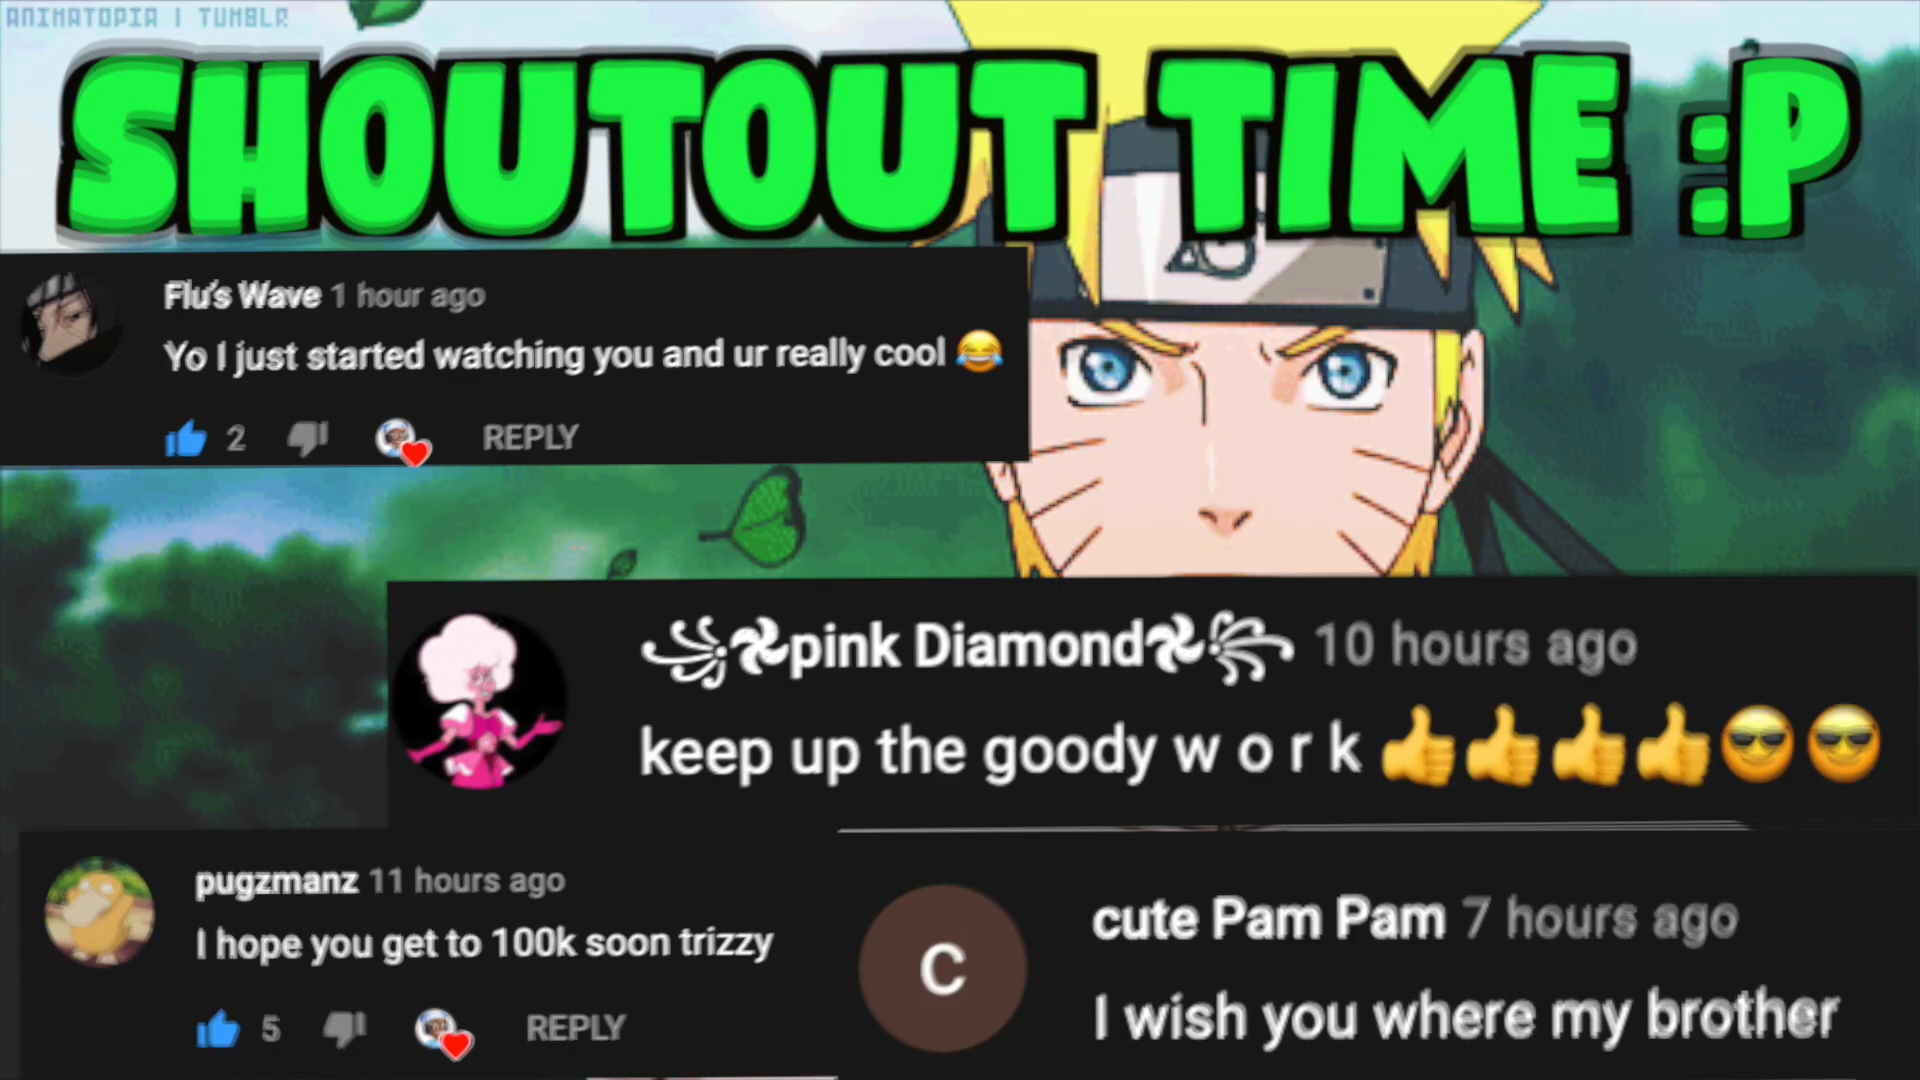 ANIMATOPIA | TUMBLR
SHOUTOUT TIME :P
Flu's Wave 1 hour ago
Yo I just started watching you and ur really cool 😂
2 REPLY
꧁࿇pink Diamond࿇꧂ 10 hours ago
keep up the goody w o r k 👍👍👍👍😎😎
pugzmanz 11 hours ago
I hope you get to 100k soon trizzy
5 REPLY
C
cute Pam Pam 7 hours ago
I wish you where my brother